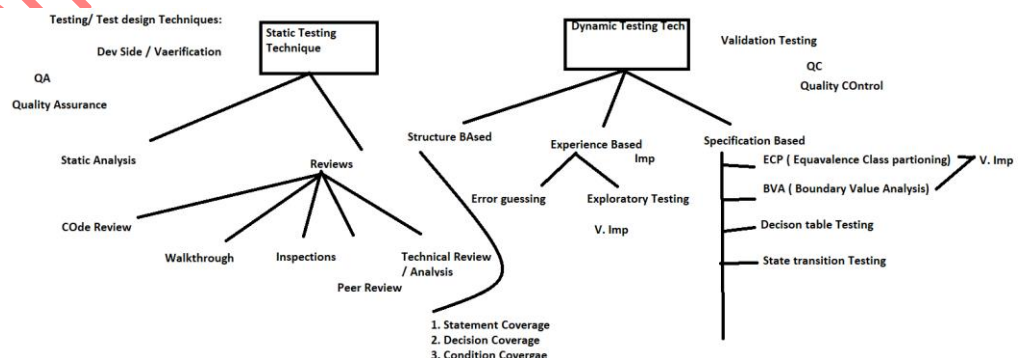 Testing/ Test design Techniques:
Dev Side / Vaerification
QA
Quality Assurance
Static Testing
Technique
Static Analysis
Reviews
COde Review
Walkthrough
Inspections
Peer Review
Technical Review
/ Analysis
Dynamic Testing Tech
Validation Testing
QC
Quality COntrol
Structure BAsed
1. Statement Coverage
2. Decision Coverage
3. Condition Covergae
Experience Based
Imp
Error guessing
Exploratory Testing
V. Imp
Specification Based
ECP ( Equavalence Class partioning)
V. Imp
BVA ( Boundary Value Analysis)
Decison table Testing
State transition Testing